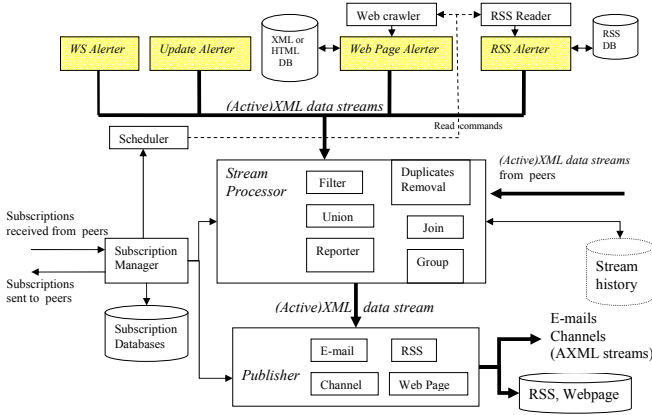 Web crawler
RSS Reader
XML or
HTML
DB
RSS
DB
WS Alerter
Update Alerter
Web Page Alerter
RSS Alerter
(Active)XML data streams
Read commands
Scheduler
Stream
Processor
Filter
Duplicates
Removal
Union
Join
Reporter
Group
(Active)XML data streams
from peers
Subscriptions
received from peers
Subscription
Manager
Subscriptions
sent to peers
Subscription
Databases
Stream
history
(Active)XML data stream
E-mail
RSS
Channel
Web Page
Publisher
E-mails
Channels
(AXML streams)
RSS, Webpage